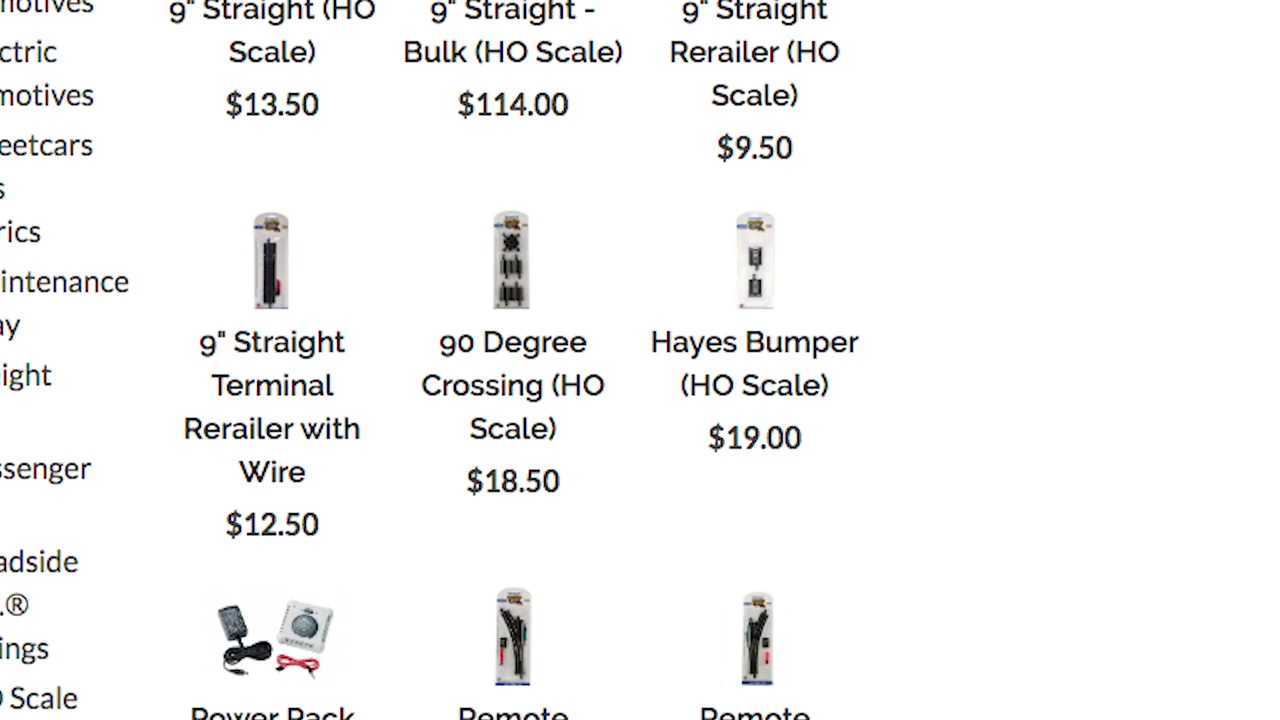 motives
ctric
motives
eetcars
s
rics
intenance
ay
ight
ssenger
adside
.®
ings
O Scale
9" Straight (HO
Scale)
$13.50
9" Straight -
Bulk (HO Scale)
$114.00
9" Straight
Rerailer (HO
Scale)
$9.50
9" Straight
Terminal
Rerailer with
Wire
$12.50
90 Degree
Crossing (HO
Scale)
$18.50
Hayes Bumper
(HO Scale)
$19.00
Power Pack
Remote
Remote